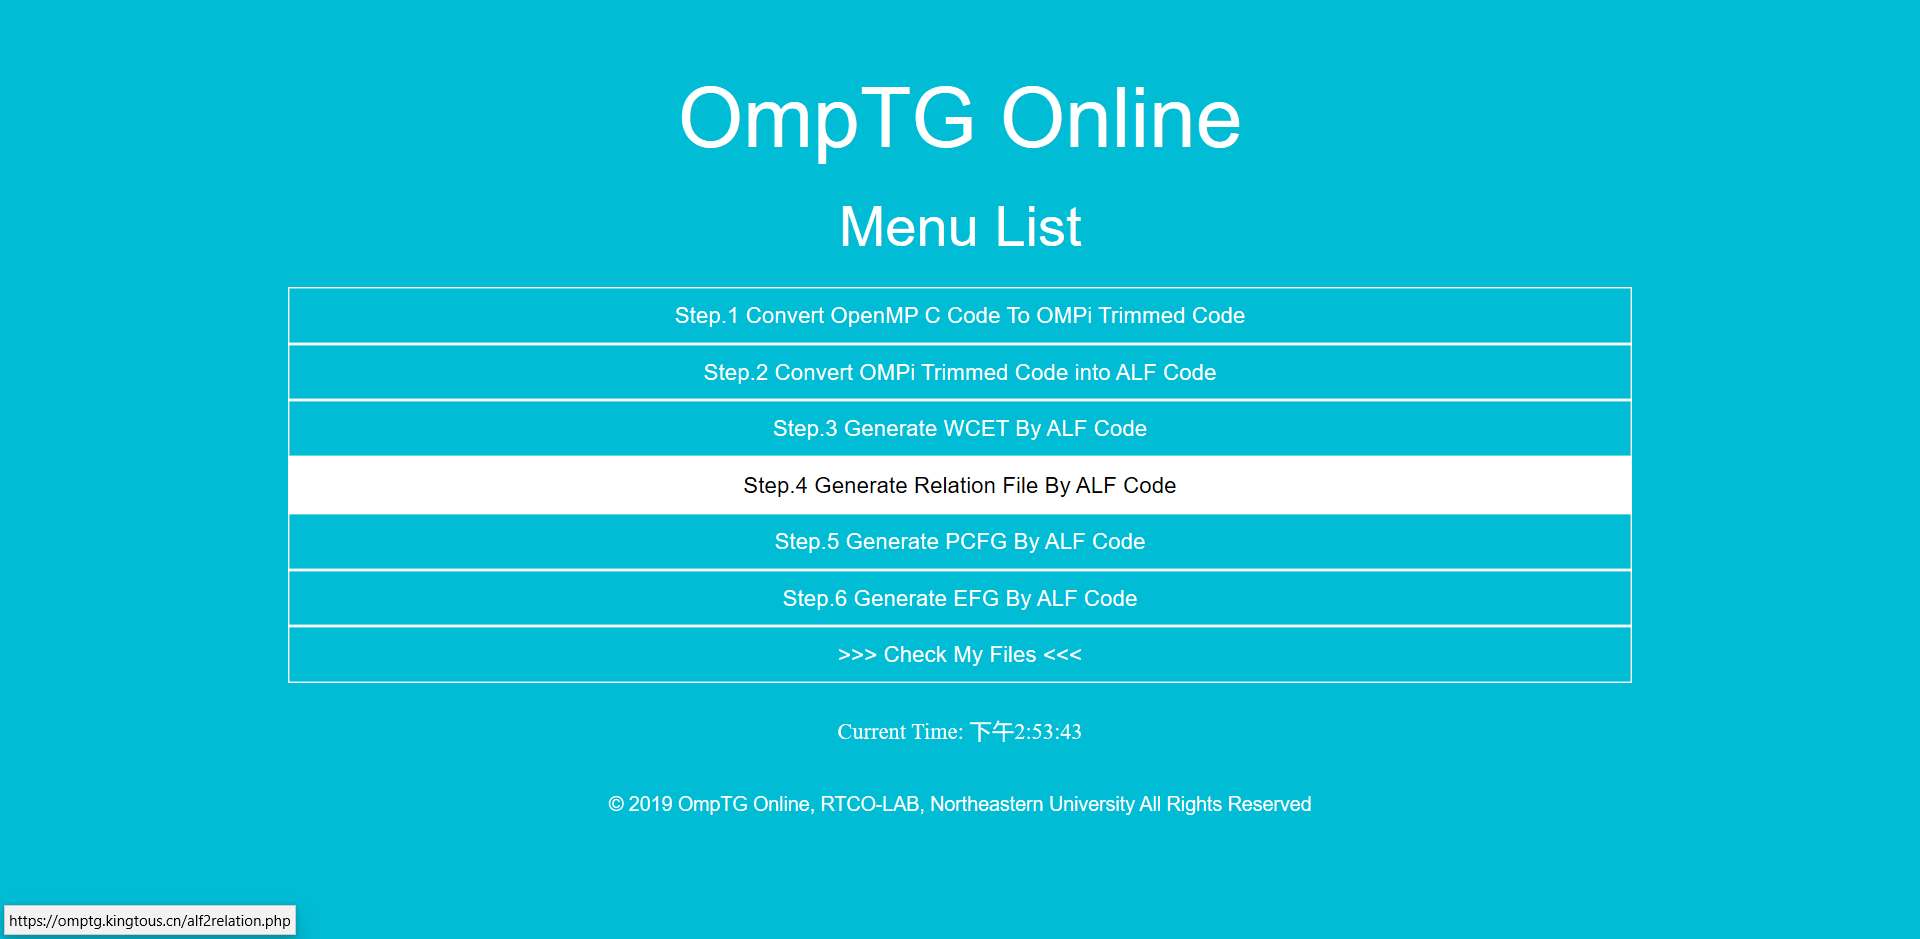 OmpTG Online
Menu List
Step.1 Convert OpenMP C Code To OMPi Trimmed Code
Step.2 Convert OMPi Trimmed Code into ALF Code
Step.3 Generate WCET By ALF Code
Step.4 Generate Relation File By ALF Code
Step.5 Generate PCFG By ALF Code
Step.6 Generate EFG By ALF Code
>>> Check My Files <<<
Current Time: 下午2:53:43
© 2019 OmpTG Online, RTCO-LAB, Northeastern University All Rights Reserved
https://omptg.kingtous.cn/alf2relation.php